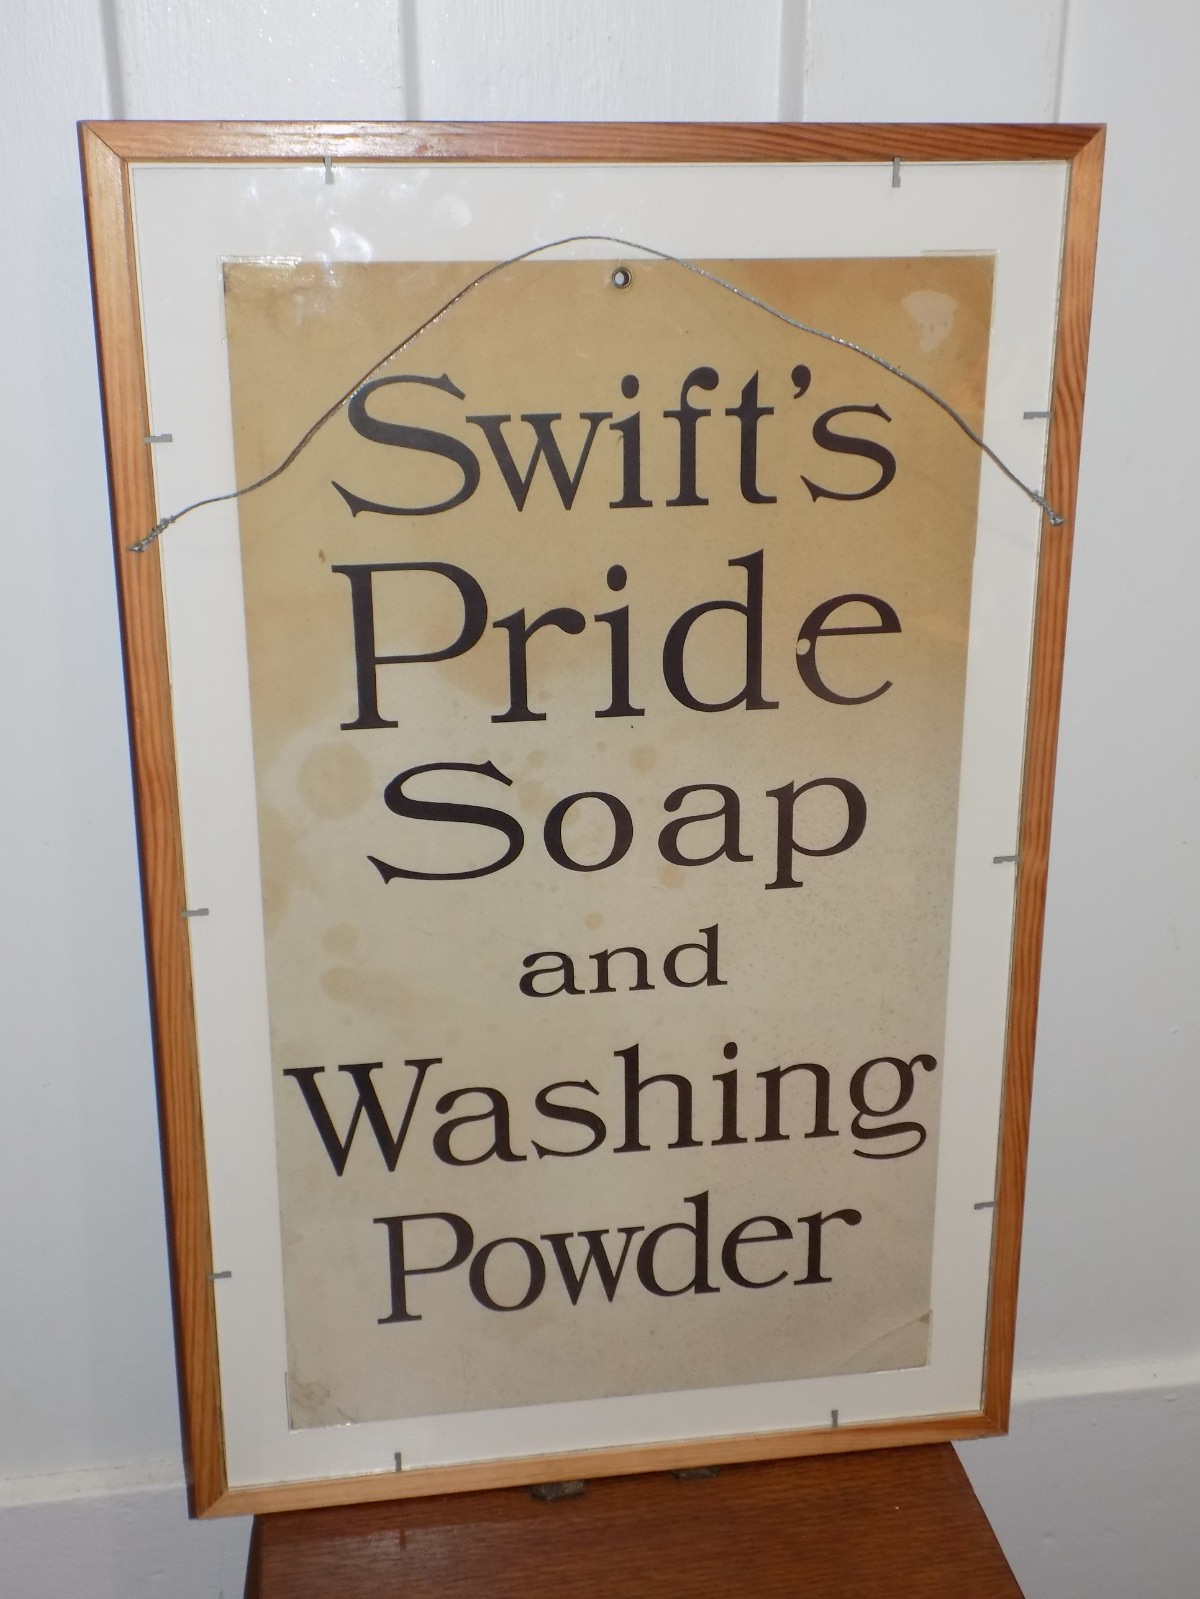 Swift's
Pride
Soap
and
Washing
Powder